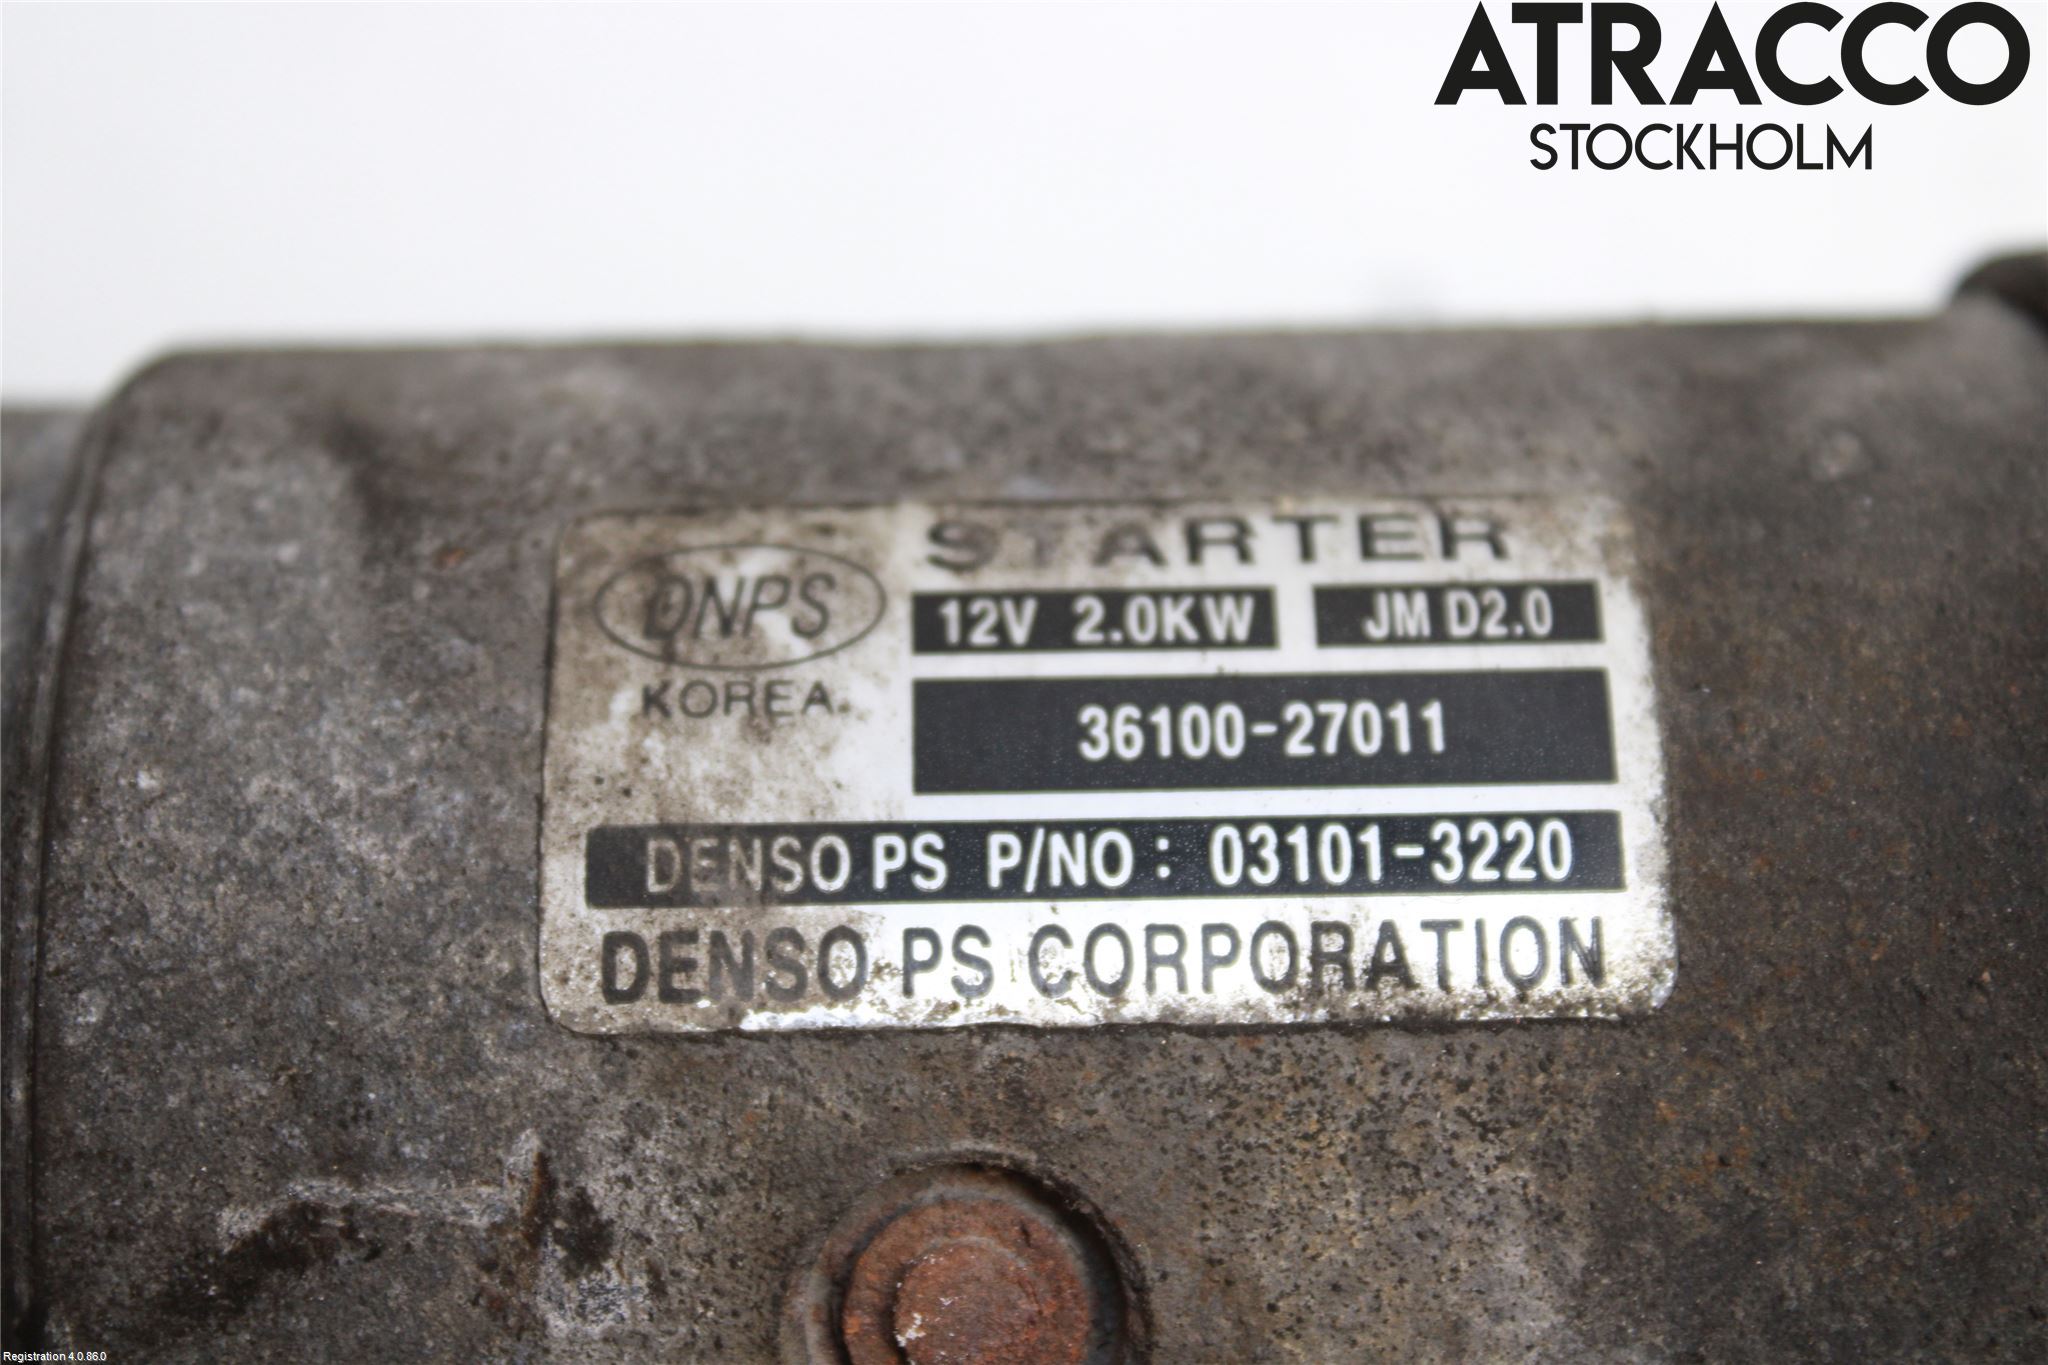 ATRACCO
STOCKHOLM
STARTER
DNPS
12V 2.0KW JM D2.0
KOREA
36100-27011
DENSO PS P/NO: 03101-3220
DENSO PS CORPORATION
Registration 4.0.86.0